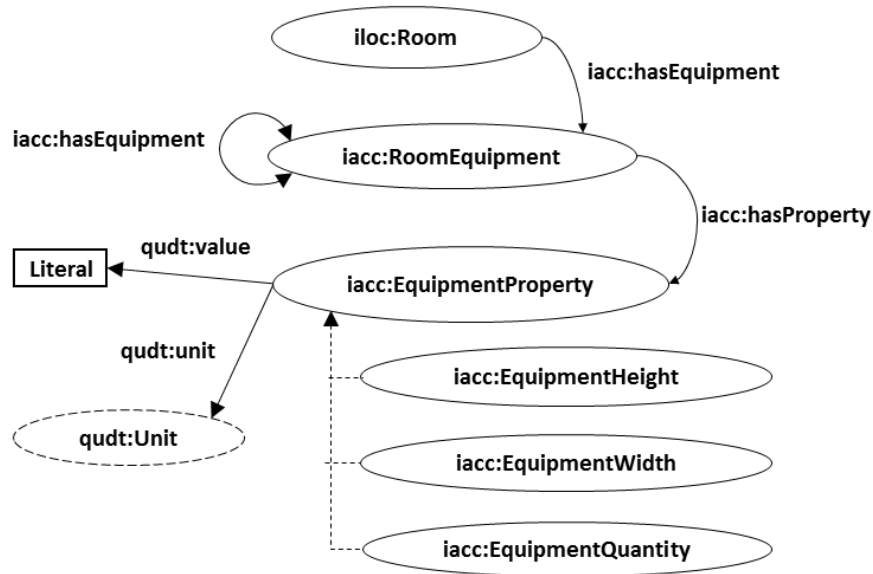 iloc:Room
iacc:hasEquipment
iacc:hasEquipment
iacc:RoomEquipment
iacc:hasProperty
qudt:value
Literal
iacc:EquipmentProperty
qudt:unit
iacc:EquipmentHeight
qudt:Unit
iacc:EquipmentWidth
iacc:EquipmentQuantity